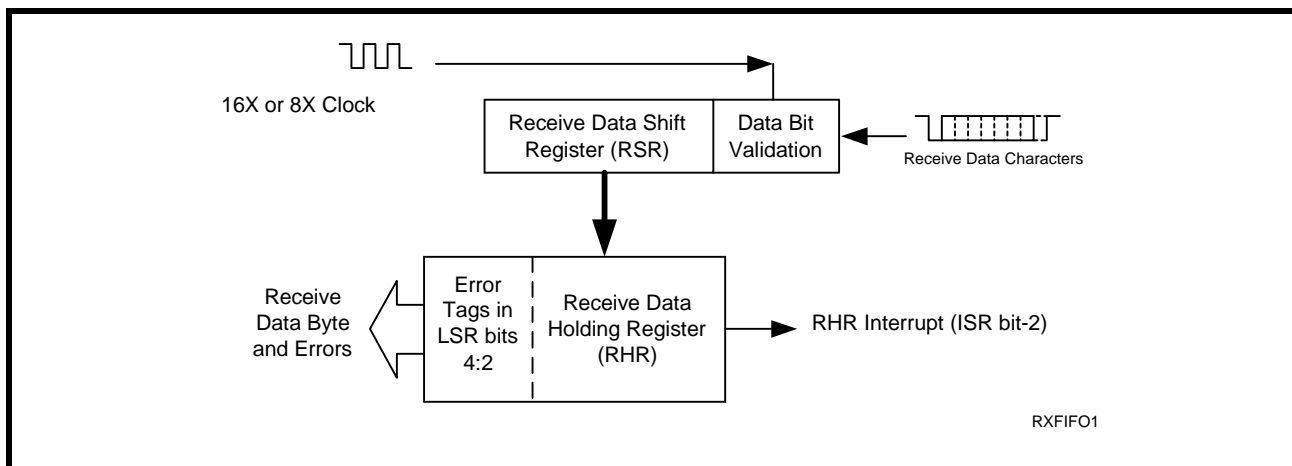 16X or 8X Clock
Receive Data Shift
Register (RSR)
Data Bit
Validation
Receive Data Characters
Receive
Data Byte
and Errors
Error
Tags in
LSR bits
4:2
Receive Data
Holding Register
(RHR)
RHR Interrupt (ISR bit-2)
RXFIFO1